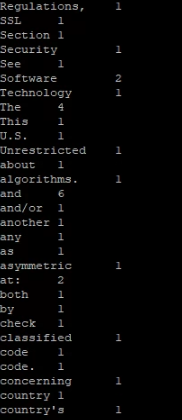 Regulations,	1
SSL	1
Section	1
Security	1
See	1
Software	2
Technology	1
The	4
This	1
U.S.	1
Unrestricted	1
about	1
algorithms.	1
and	6
and/or	1
another	1
any	1
as	1
asymmetric	1
at:	2
both	1
by	1
check	1
classified	1
code	1
code.	1
concerning	1
country	1
country's	1